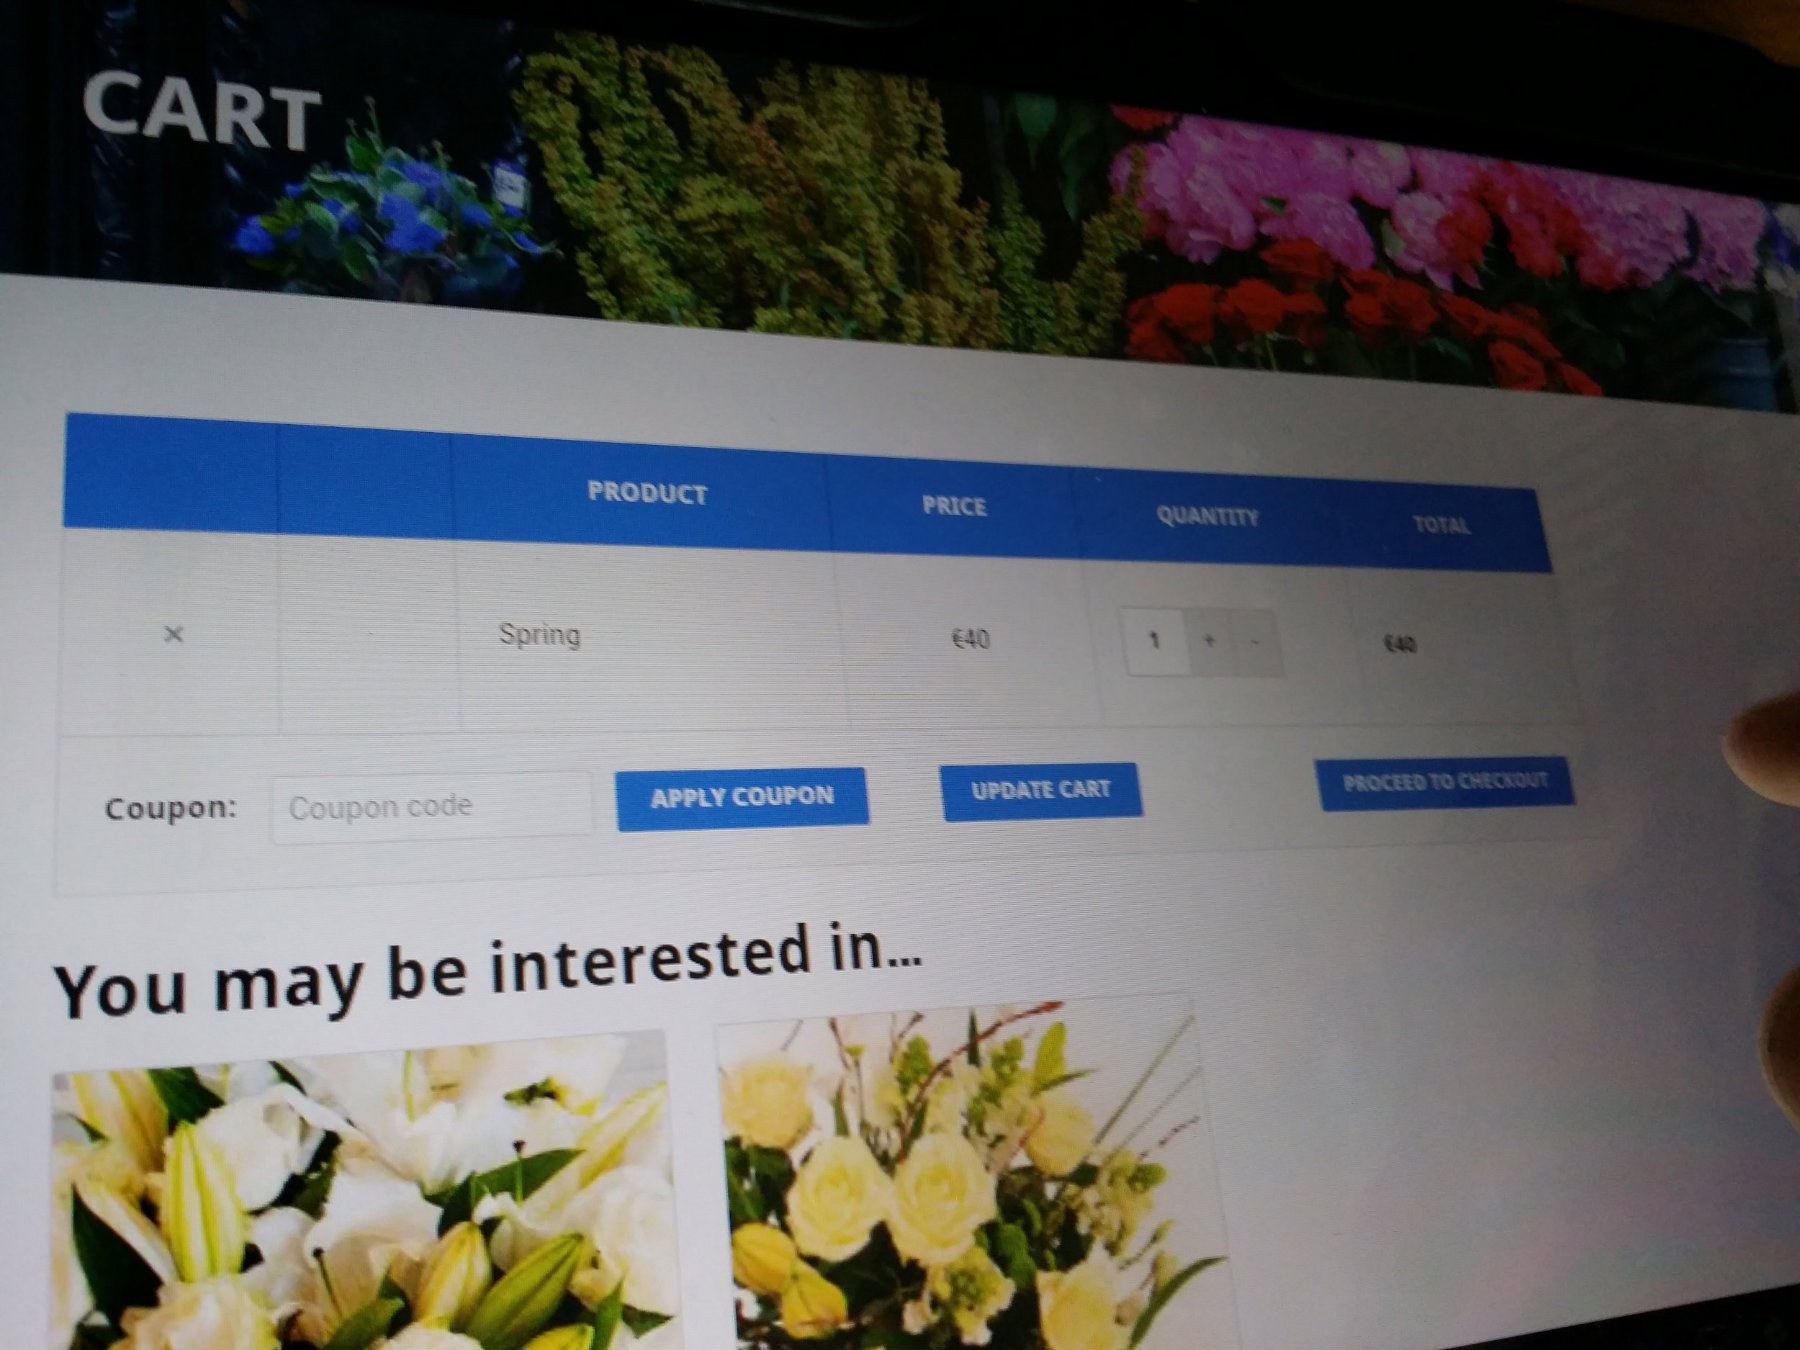 CART
PRODUCT PRICE QUANTITY TOTAL
× Spring €40 1 + - €40
Coupon: Coupon code APPLY COUPON UPDATE CART PROCEED TO CHECKOUT
You may be interested in...